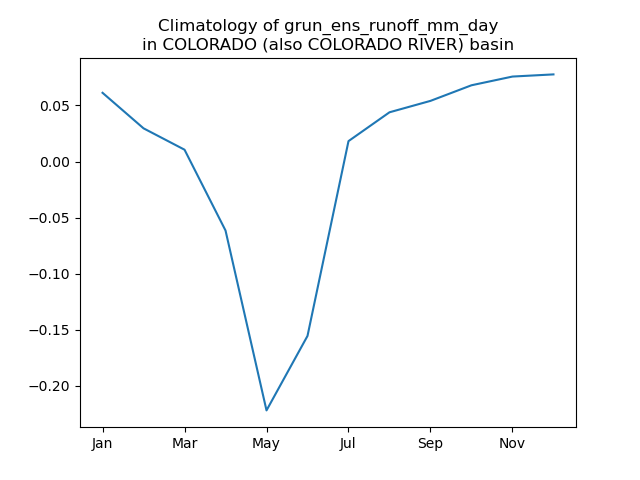 Climatology of grun_ens_runoff_mm_day
in COLORADO (also COLORADO RIVER) basin
0.05
0.00
−0.05
−0.10
−0.15
−0.20
Jan Mar May Jul Sep Nov